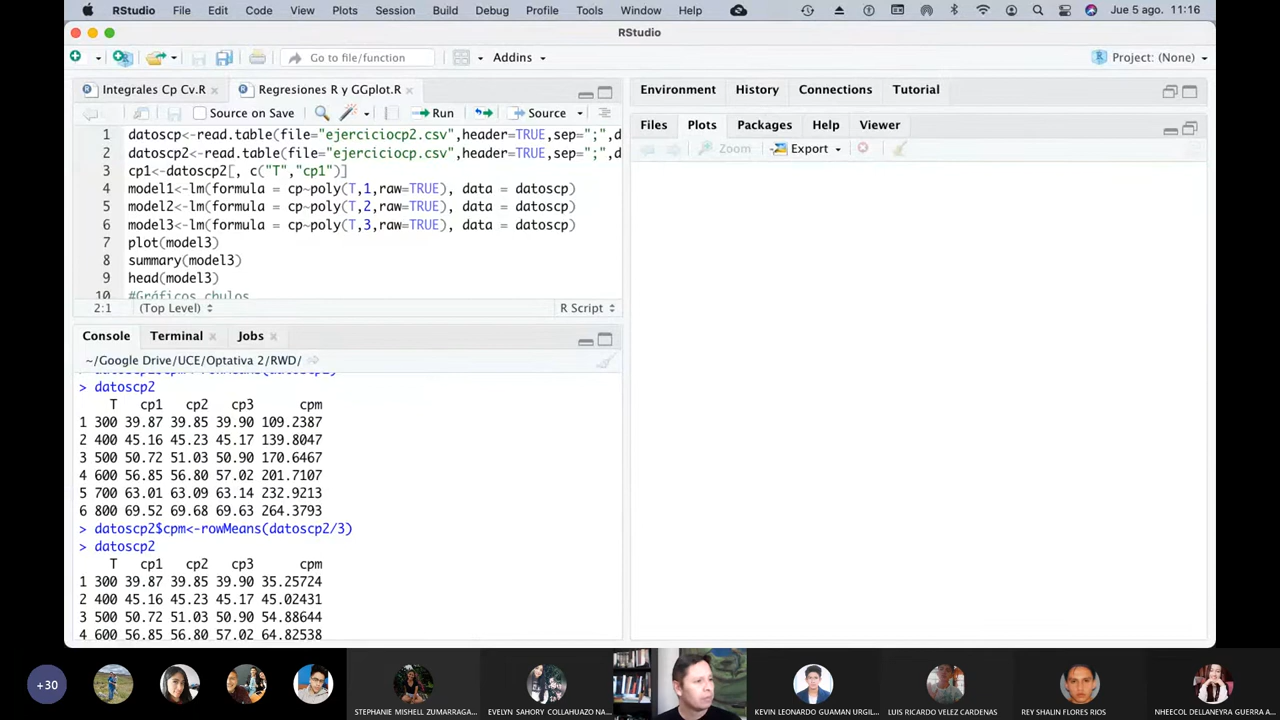 RStudio File Edit Code View Plots Session Build Debug Profile Tools Window Help Jue 5 ago. 11:16
RStudio
Go to file/function Addins Project: (None)
Integrales Cp Cv.R Regresiones R y GGplot.R
Source on Save Run Source
1 datoscp<-read.table(file="ejerciciocp2.csv",header=TRUE,sep=";",d
2 datoscp2<-read.table(file="ejerciciocp.csv",header=TRUE,sep=";",d
3 cp1<-datoscp2[, c("T","cp1")]
4 model1<-lm(formula = cp~poly(T,1,raw=TRUE), data = datoscp)
5 model2<-lm(formula = cp~poly(T,2,raw=TRUE), data = datoscp)
6 model3<-lm(formula = cp~poly(T,3,raw=TRUE), data = datoscp)
7 plot(model3)
8 summary(model3)
9 head(model3)
10 #Gráficos chulos
2:1 (Top Level) R Script
Console Terminal Jobs
~/Google Drive/UCE/Optativa 2/RWD/
> datoscp2
T cp1 cp2 cp3 cpm
1 300 39.87 39.85 39.90 109.2387
2 400 45.16 45.23 45.17 139.8047
3 500 50.72 51.03 50.90 170.6467
4 600 56.85 56.80 57.02 201.7107
5 700 63.01 63.09 63.14 232.9213
6 800 69.52 69.68 69.63 264.3793
> datoscp2$cpm<-rowMeans(datoscp2/3)
> datoscp2
T cp1 cp2 cp3 cpm
1 300 39.87 39.85 39.90 35.25724
2 400 45.16 45.23 45.17 45.02431
3 500 50.72 51.03 50.90 54.88644
4 600 56.85 56.80 57.02 64.82538
Environment History Connections Tutorial
Files Plots Packages Help Viewer
Zoom Export
+30
STEPHANIE MISHELL ZUMARRAGA...
EVELYN SAHORY COLLAHUAZO NA...
KEVIN LEONARDO GUAMAN URGIL...
LUIS RICARDO VELEZ CARDENAS
REY SHALIN FLORES RIOS
NHEECOL DELLANEYRA GUERRA A...